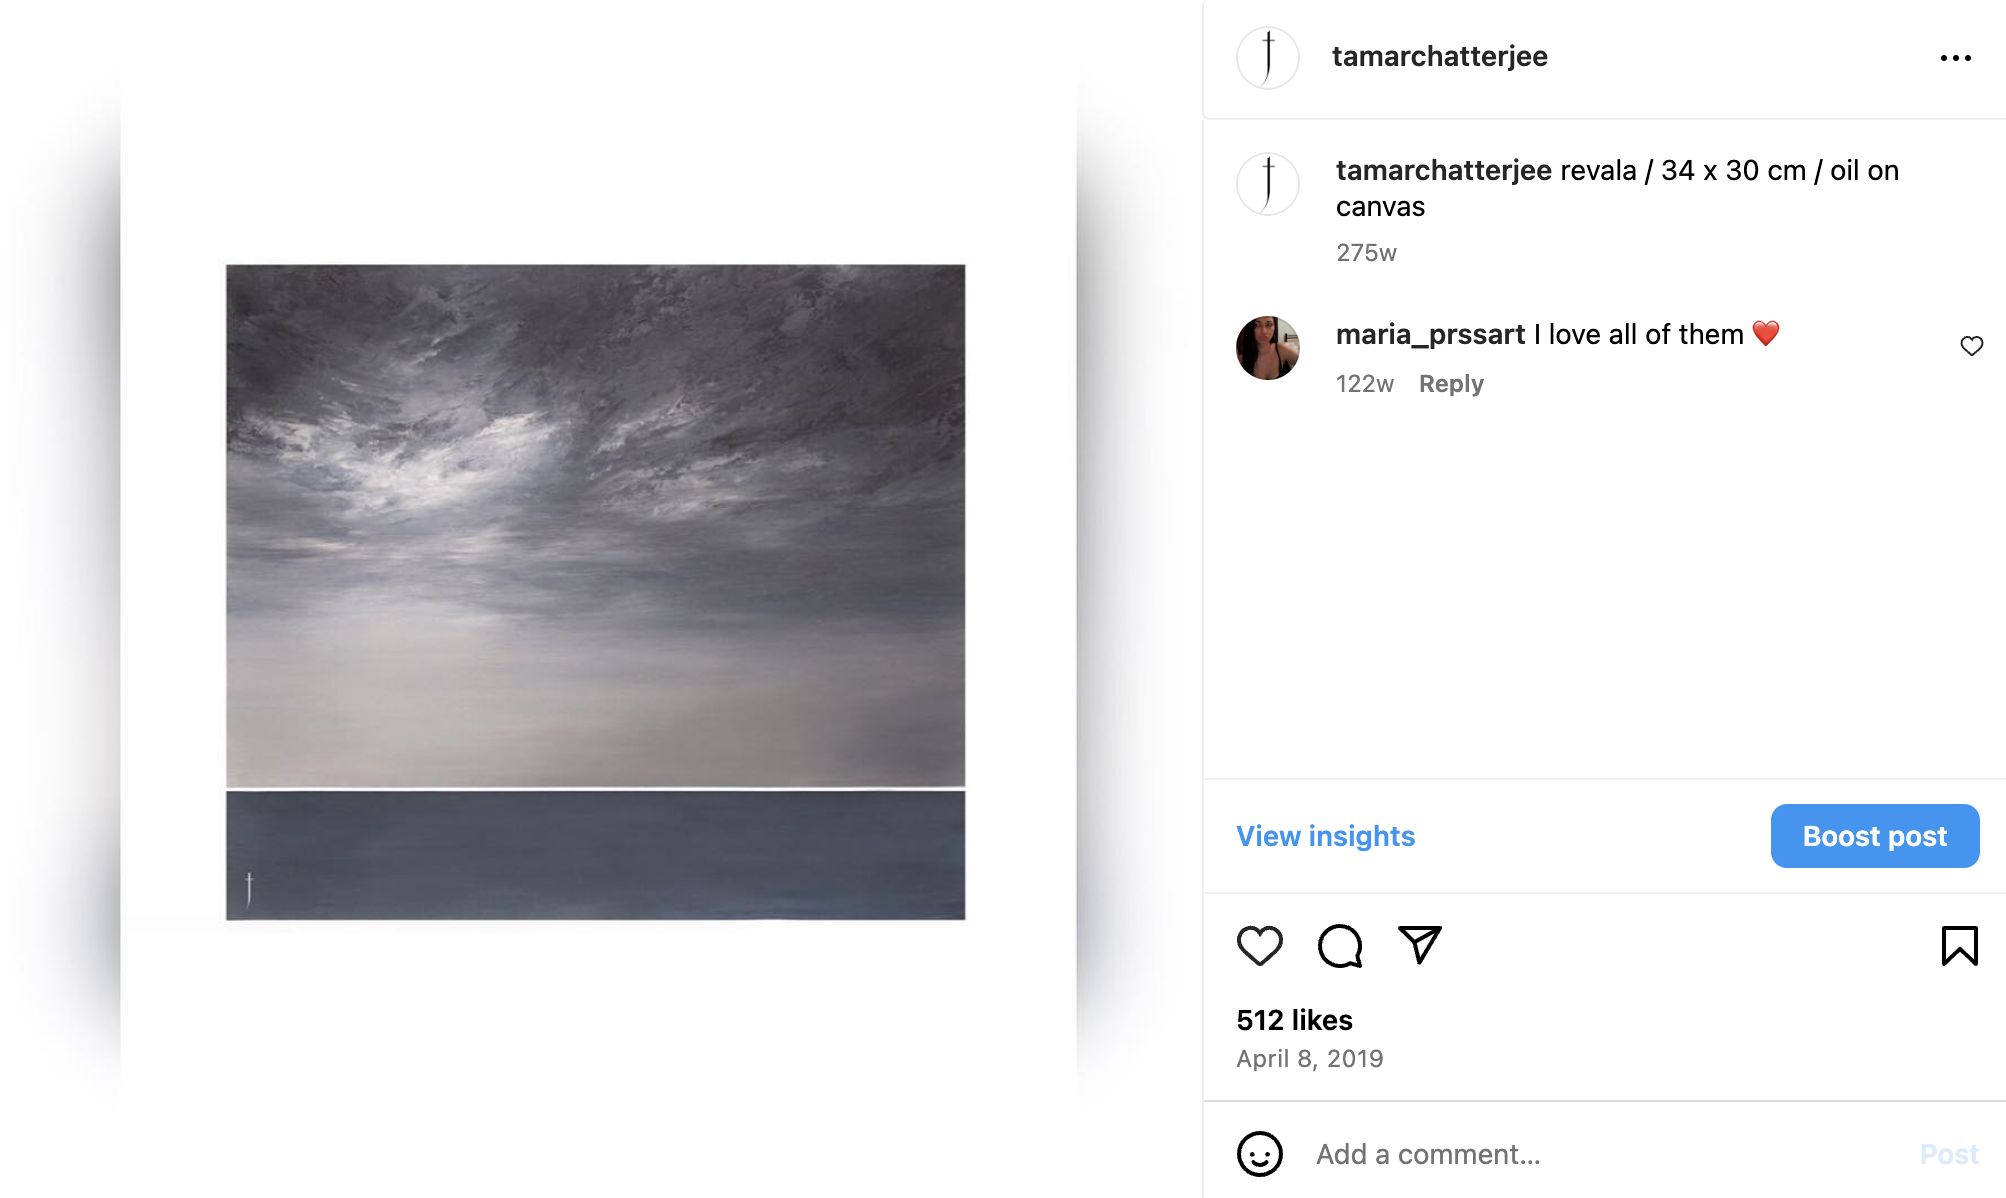 tamarchatterjee
tamarchatterjee revala / 34 x 30 cm / oil on
canvas
275w
maria_prssart I love all of them ❤️
122w Reply
View insights
Boost post
512 likes
April 8, 2019
Add a comment...
Post